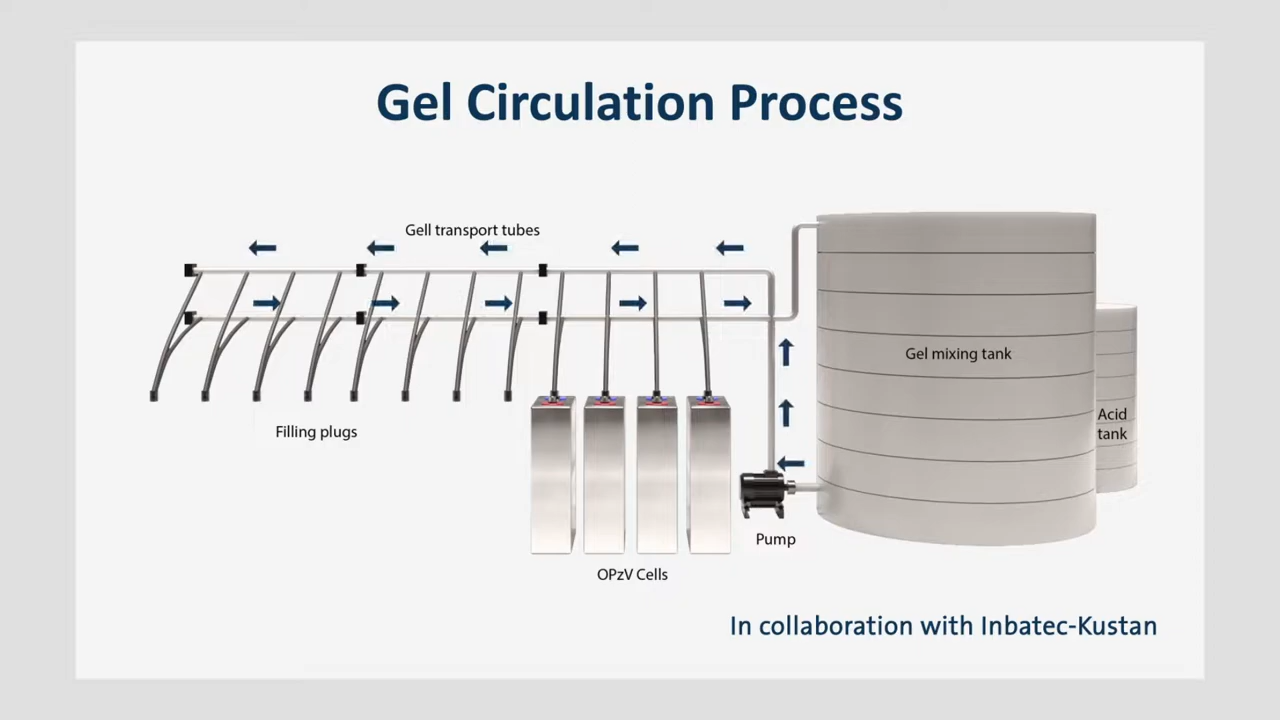 Gel Circulation Process
Gell transport tubes
Gel mixing tank
Acid
tank
Filling plugs
Pump
OPzV Cells
In collaboration with Inbatec-Kustan